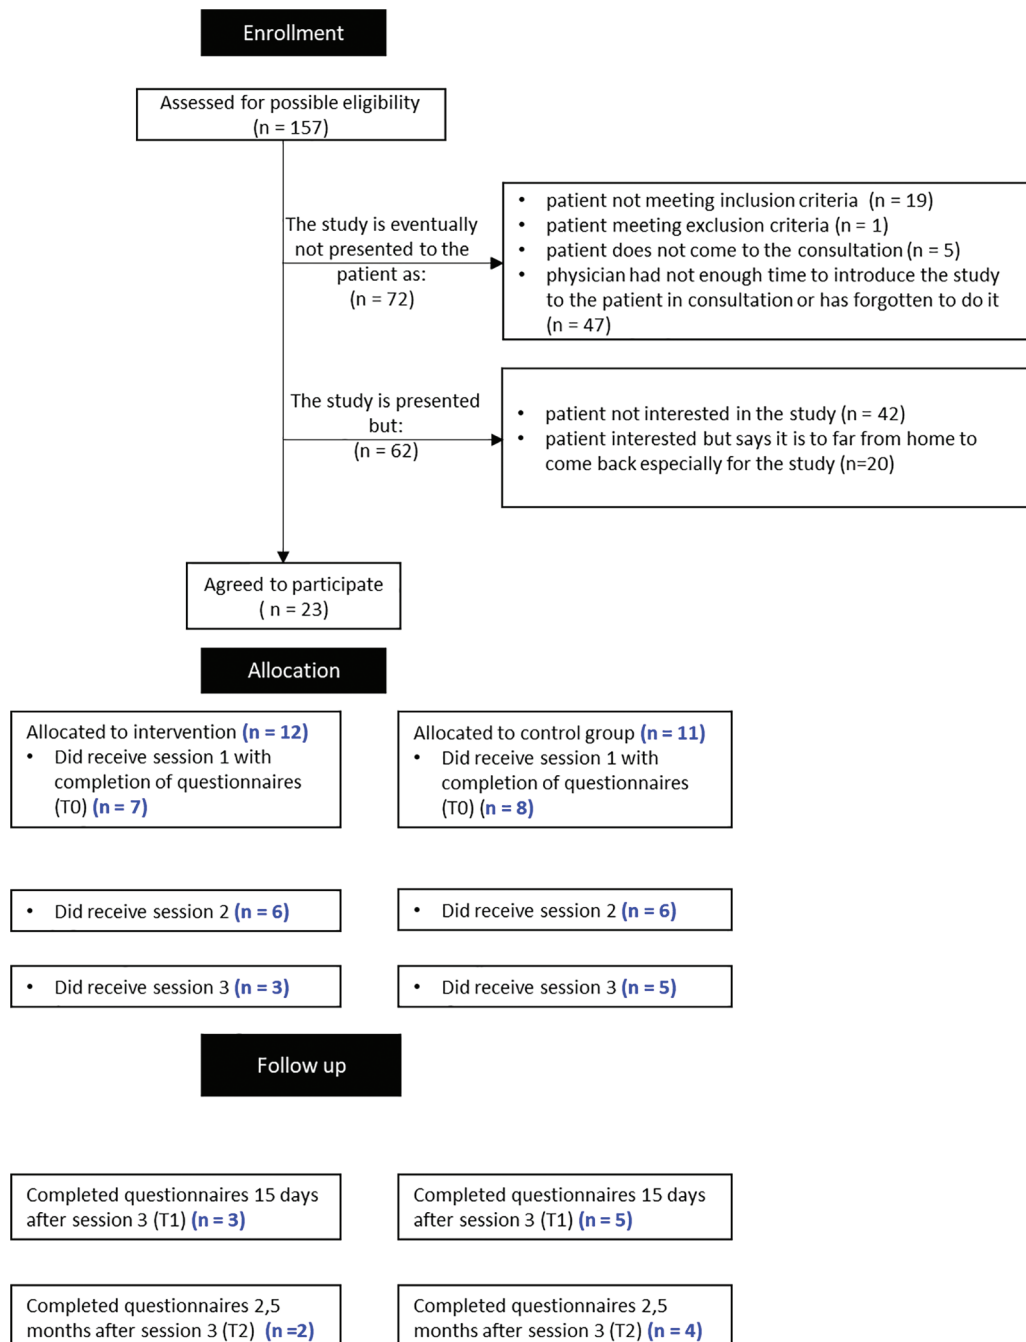 Enrollment
Assessed for possible eligibility
(n = 157)
The study is eventually
not presented to the
patient as:
(n = 72)
• patient not meeting inclusion criteria (n = 19)
• patient meeting exclusion criteria (n = 1)
• patient does not come to the consultation (n = 5)
• physician had not enough time to introduce the study
to the patient in consultation or has forgotten to do it
(n = 47)
The study is presented
but:
(n = 62)
• patient not interested in the study (n = 42)
• patient interested but says it is to far from home to
come back especially for the study (n=20)
Agreed to participate
( n = 23)
Allocation
Allocated to intervention (n = 12)
• Did receive session 1 with
completion of questionnaires
(T0) (n = 7)
Allocated to control group (n = 11)
• Did receive session 1 with
completion of questionnaires
(T0) (n = 8)
• Did receive session 2 (n = 6)
• Did receive session 2 (n = 6)
• Did receive session 3 (n = 3)
• Did receive session 3 (n = 5)
Follow up
Completed questionnaires 15 days
after session 3 (T1) (n = 3)
Completed questionnaires 15 days
after session 3 (T1) (n = 5)
Completed questionnaires 2,5
months after session 3 (T2) (n =2)
Completed questionnaires 2,5
months after session 3 (T2) (n = 4)